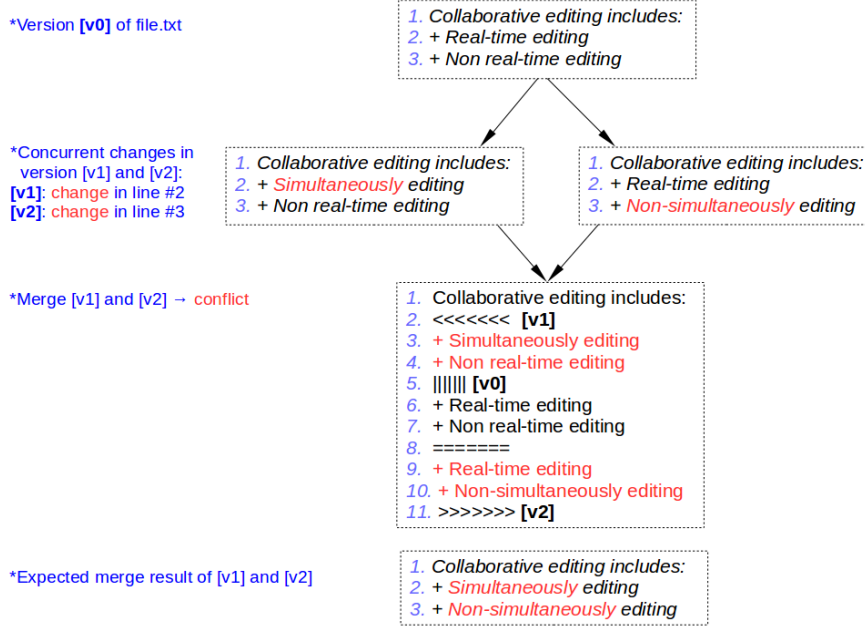 *Version [v0] of file.txt
1. Collaborative editing includes:
2. + Real-time editing
3. + Non real-time editing
*Concurrent changes in
version [v1] and [v2]:
[v1]: change in line #2
[v2]: change in line #3
1. Collaborative editing includes:
2. + Simultaneously editing
3. + Non real-time editing
1. Collaborative editing includes:
2. + Real-time editing
3. + Non-simultaneously editing
*Merge [v1] and [v2] → conflict
1. Collaborative editing includes:
2. <<<<<<< [v1]
3. + Simultaneously editing
4. + Non real-time editing
5. ||||||| [v0]
6. + Real-time editing
7. + Non real-time editing
8. =======
9. + Real-time editing
10. + Non-simultaneously editing
11. >>>>>>> [v2]
*Expected merge result of [v1] and [v2]
1. Collaborative editing includes:
2. + Simultaneously editing
3. + Non-simultaneously editing